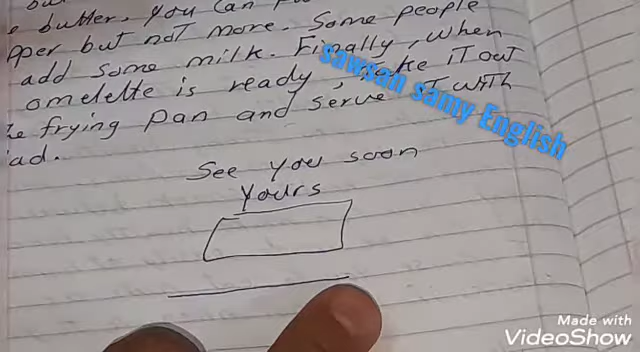 butter, you can
pper but not more. Some people
add some milk. Finally, when
omelette is ready, take it out
frying pan and serve it with
ad.
See you soon
Yours
sawsan samy English
Made with
VideoShow